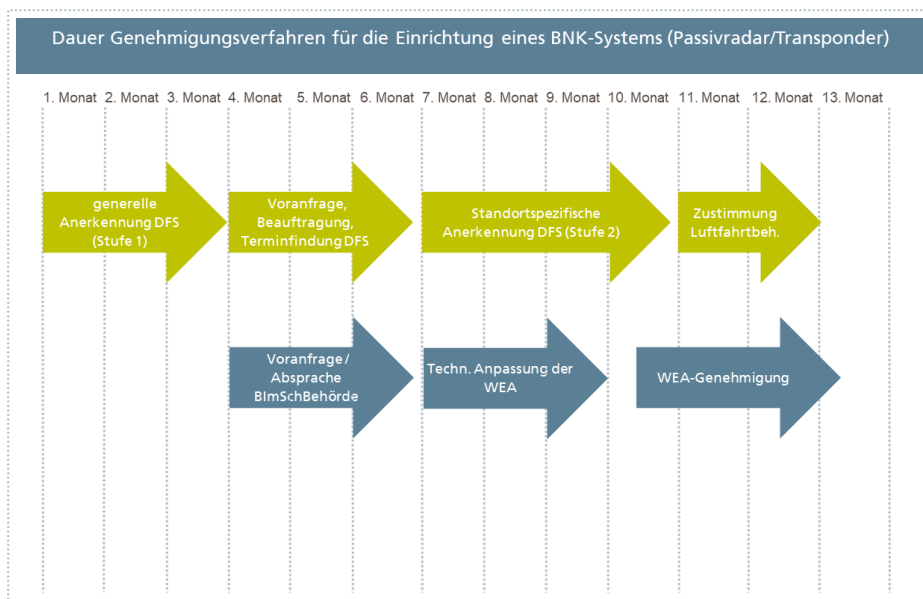 Dauer Genehmigungsverfahren für die Einrichtung eines BNK-Systems (Passivradar/Transponder)
1. Monat 2. Monat 3. Monat 4. Monat 5. Monat 6. Monat 7. Monat 8. Monat 9. Monat 10. Monat 11. Monat 12. Monat 13. Monat
generelle
Anerkennung DFS
(Stufe 1)
Voranfrage,
Beauftragung,
Terminfindung DFS
Standortspezifische
Anerkennung DFS (Stufe 2)
Zustimmung
Luftfahrtbeh.
Voranfrage/
Absprache
BImSchBehörde
Techn. Anpassung der
WEA
WEA-Genehmigung